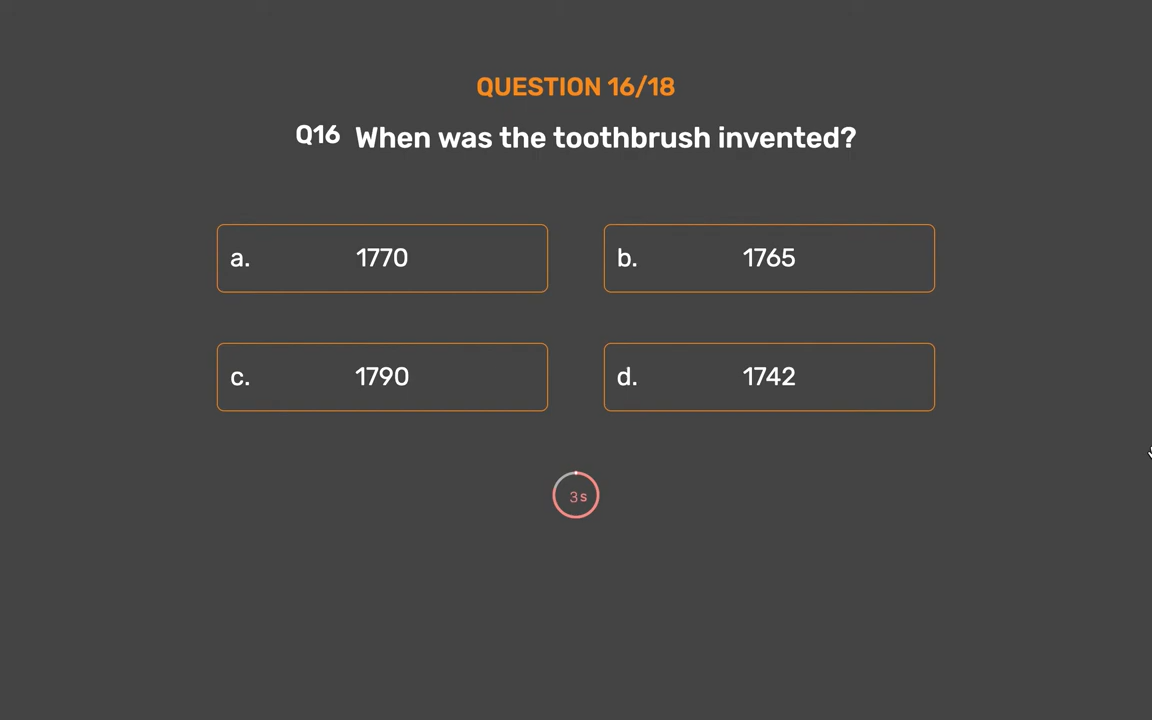 QUESTION 16/18
Q16 When was the toothbrush invented?
a. 1770
b. 1765
c. 1790
d. 1742
3s